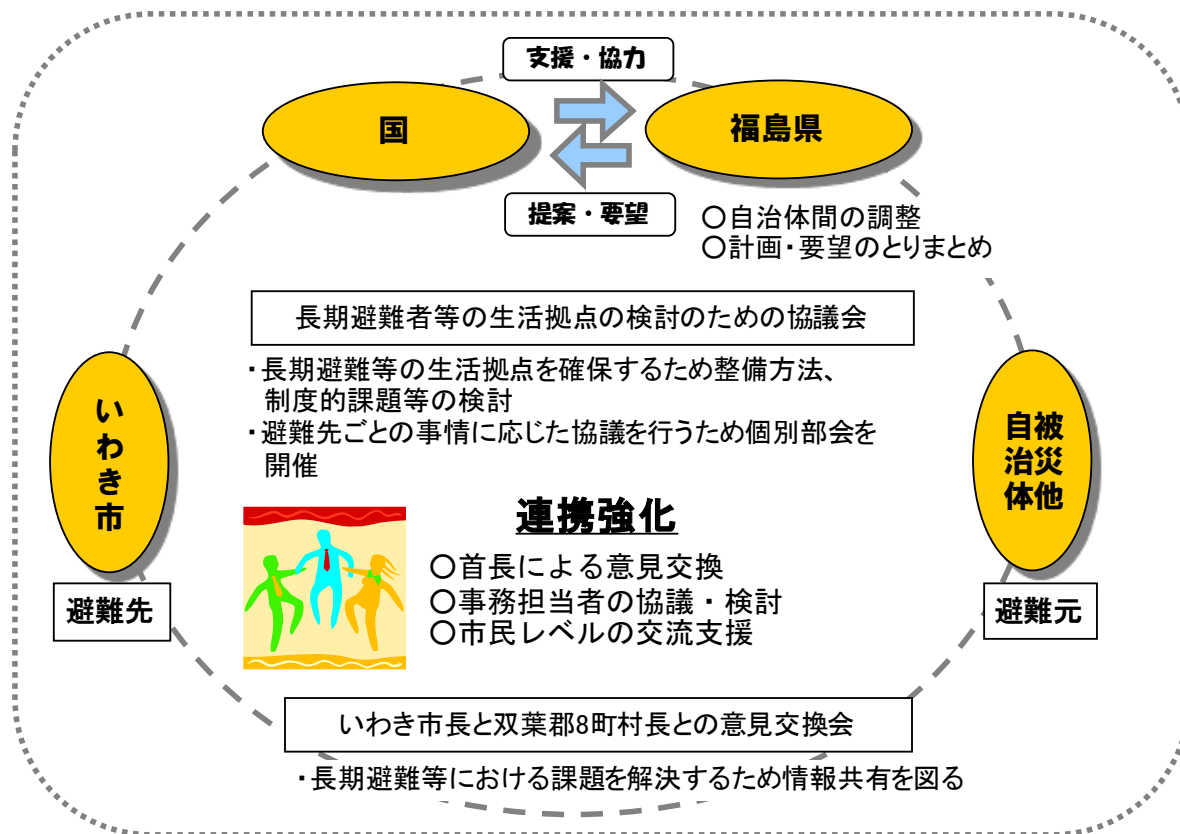 支援・協力
国
福島県
提案・要望
○自治体間の調整
○計画・要望のとりまとめ
長期避難者等の生活拠点の検討のための協議会
・長期避難等の生活拠点を確保するため整備方法、
制度的課題等の検討
・避難先ごとの事情に応じた協議を行うため個別部会を
開催
いわき市
避難先
被災他
自治体
避難元
連携強化
○首長による意見交換
○事務担当者の協議・検討
○市民レベルの交流支援
いわき市長と双葉郡8町村長との意見交換会
・長期避難等における課題を解決するため情報共有を図る